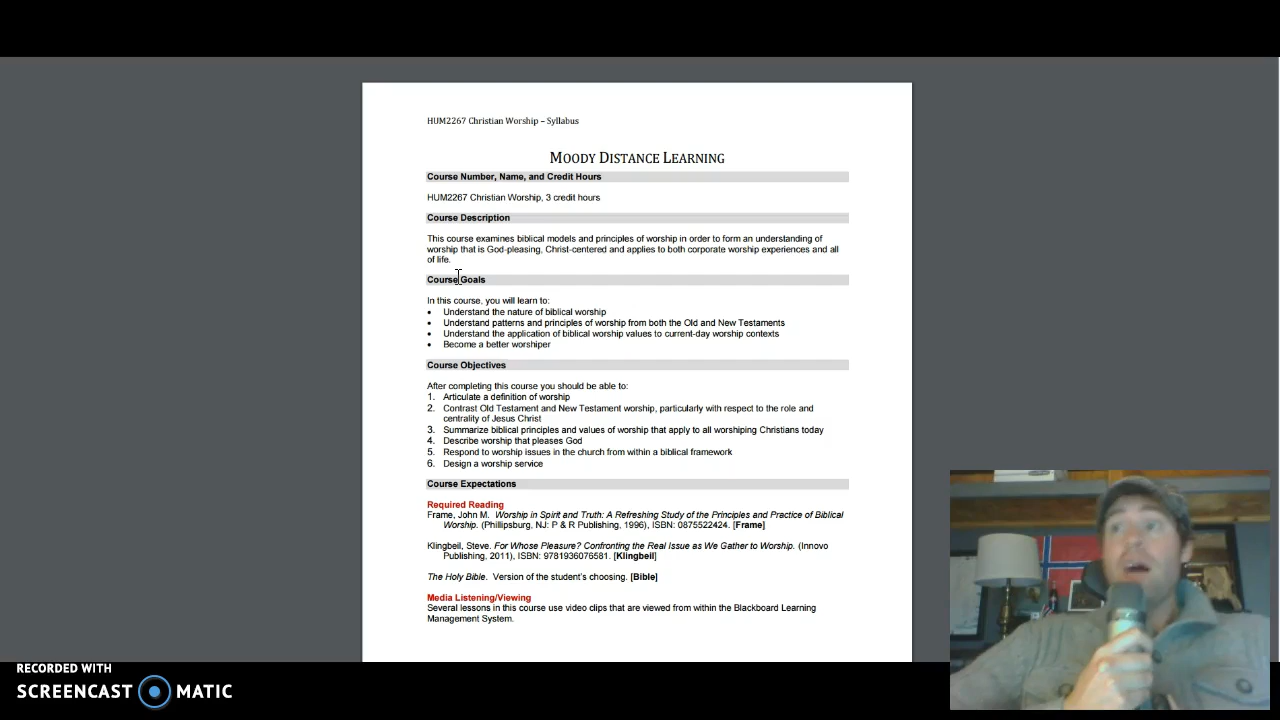 HUM2267 Christian Worship – Syllabus
MOODY DISTANCE LEARNING
Course Number, Name, and Credit Hours
HUM2267 Christian Worship, 3 credit hours
Course Description
This course examines biblical models and principles of worship in order to form an understanding of
worship that is God-pleasing, Christ-centered and applies to both corporate worship experiences and all
of life.
Course Goals
In this course, you will learn to:
• Understand the nature of biblical worship
• Understand patterns and principles of worship from both the Old and New Testaments
• Understand the application of biblical worship values to current-day worship contexts
• Become a better worshiper
Course Objectives
After completing this course you should be able to:
1. Articulate a definition of worship
2. Contrast Old Testament and New Testament worship, particularly with respect to the role and
centrality of Jesus Christ
3. Summarize biblical principles and values of worship that apply to all worshiping Christians today
4. Describe worship that pleases God
5. Respond to worship issues in the church from within a biblical framework
6. Design a worship service
Course Expectations
Required Reading
Frame, John M. Worship in Spirit and Truth: A Refreshing Study of the Principles and Practice of Biblical
Worship. (Phillipsburg, NJ: P & R Publishing, 1996), ISBN: 0875522424. [Frame]
Klingbeil, Steve. For Whose Pleasure? Confronting the Real Issue as We Gather to Worship. (Innovo
Publishing, 2011), ISBN: 9781936076581. [Klingbeil]
The Holy Bible. Version of the student's choosing. [Bible]
Media Listening/Viewing
Several lessons in this course use video clips that are viewed from within the Blackboard Learning
Management System.
RECORDED WITH
SCREENCAST MATIC